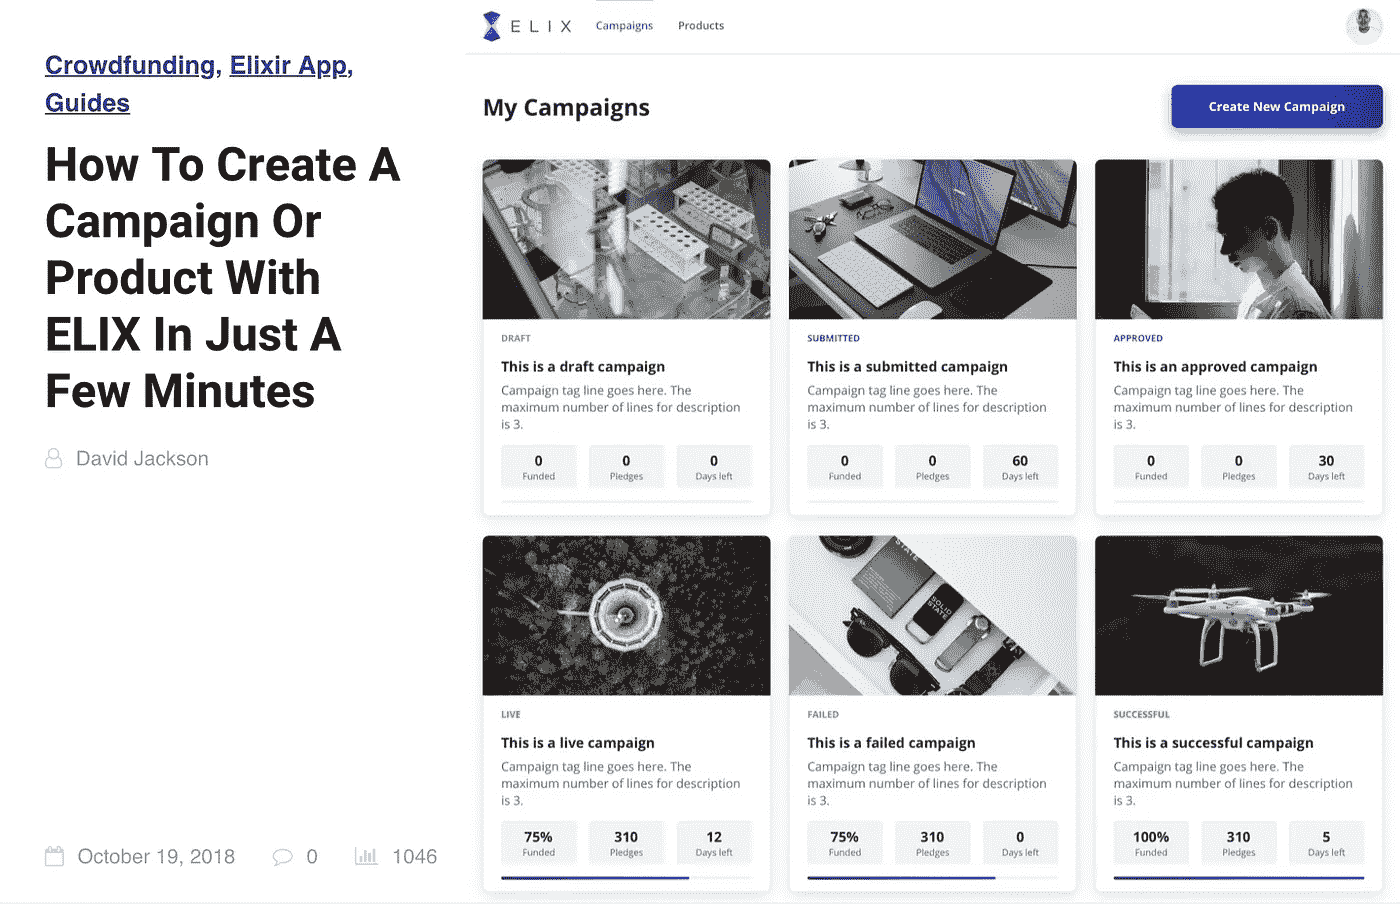 Crowdfunding, Elixir App,
Guides
How To Create A
Campaign Or
Product With
ELIX In Just A
Few Minutes
David Jackson
October 19, 2018
0
1046
ELIX
Campaigns
Products
My Campaigns
Create New Campaign
DRAFT
This is a draft campaign
Campaign tag line goes here. The
maximum number of lines for description
is 3.
0
Funded
0
Pledges
0
Days left
SUBMITTED
This is a submitted campaign
Campaign tag line goes here. The
maximum number of lines for description
is 3.
0
Funded
0
Pledges
60
Days left
APPROVED
This is an approved campaign
Campaign tag line goes here. The
maximum number of lines for description
is 3.
0
Funded
0
Pledges
30
Days left
LIVE
This is a live campaign
Campaign tag line goes here. The
maximum number of lines for description
is 3.
75%
Funded
310
Pledges
12
Days left
STATE
SOLID
STATE
FAILED
This is a failed campaign
Campaign tag line goes here. The
maximum number of lines for description
is 3.
75%
Funded
310
Pledges
0
Days left
SUCCESSFUL
This is a successful campaign
Campaign tag line goes here. The
maximum number of lines for description
is 3.
100%
Funded
310
Pledges
5
Days left